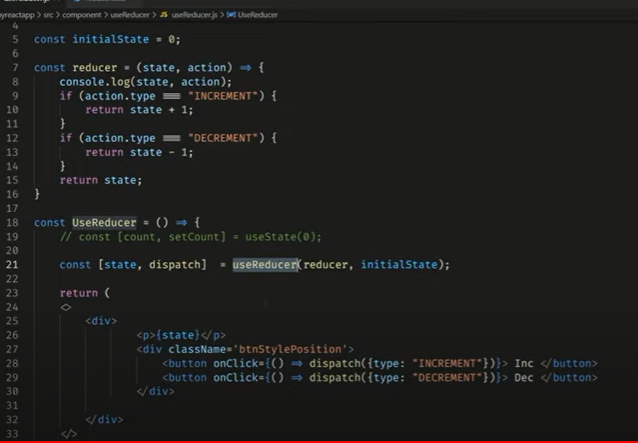 yreactapp > src > component > useReducer > JS useReducer.js > UseReducer
4
5 const initialState = 0;
6
7 const reducer = (state, action) => {
8 console.log(state, action);
9 if (action.type === "INCREMENT") {
10 return state + 1;
11 }
12 if (action.type === "DECREMENT") {
13 return state - 1;
14 }
15 return state;
16 }
17
18 const UseReducer = () => {
19 // const [count, setCount] = useState(0);
20
21 const [state, dispatch] = useReducer(reducer, initialState);
22
23 return (
24 <>
25 <div>
26 <p>{state}</p>
27 <div className='btnStylePosition'>
28 <button onClick={() => dispatch({type: "INCREMENT"})}> Inc </button>
29 <button onClick={() => dispatch({type: "DECREMENT"})}> Dec </button>
30 </div>
31
32 </div>
33 </>